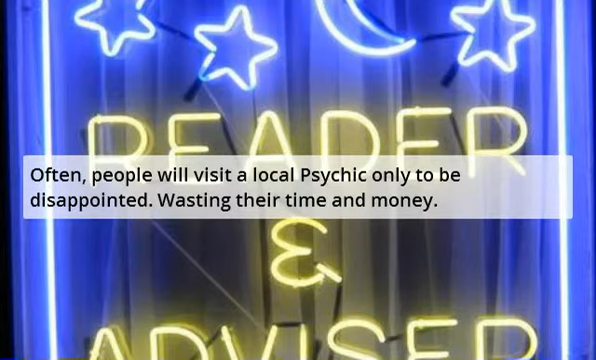 READER
Often, people will visit a local Psychic only to be
disappointed. Wasting their time and money.
&
ADVISER